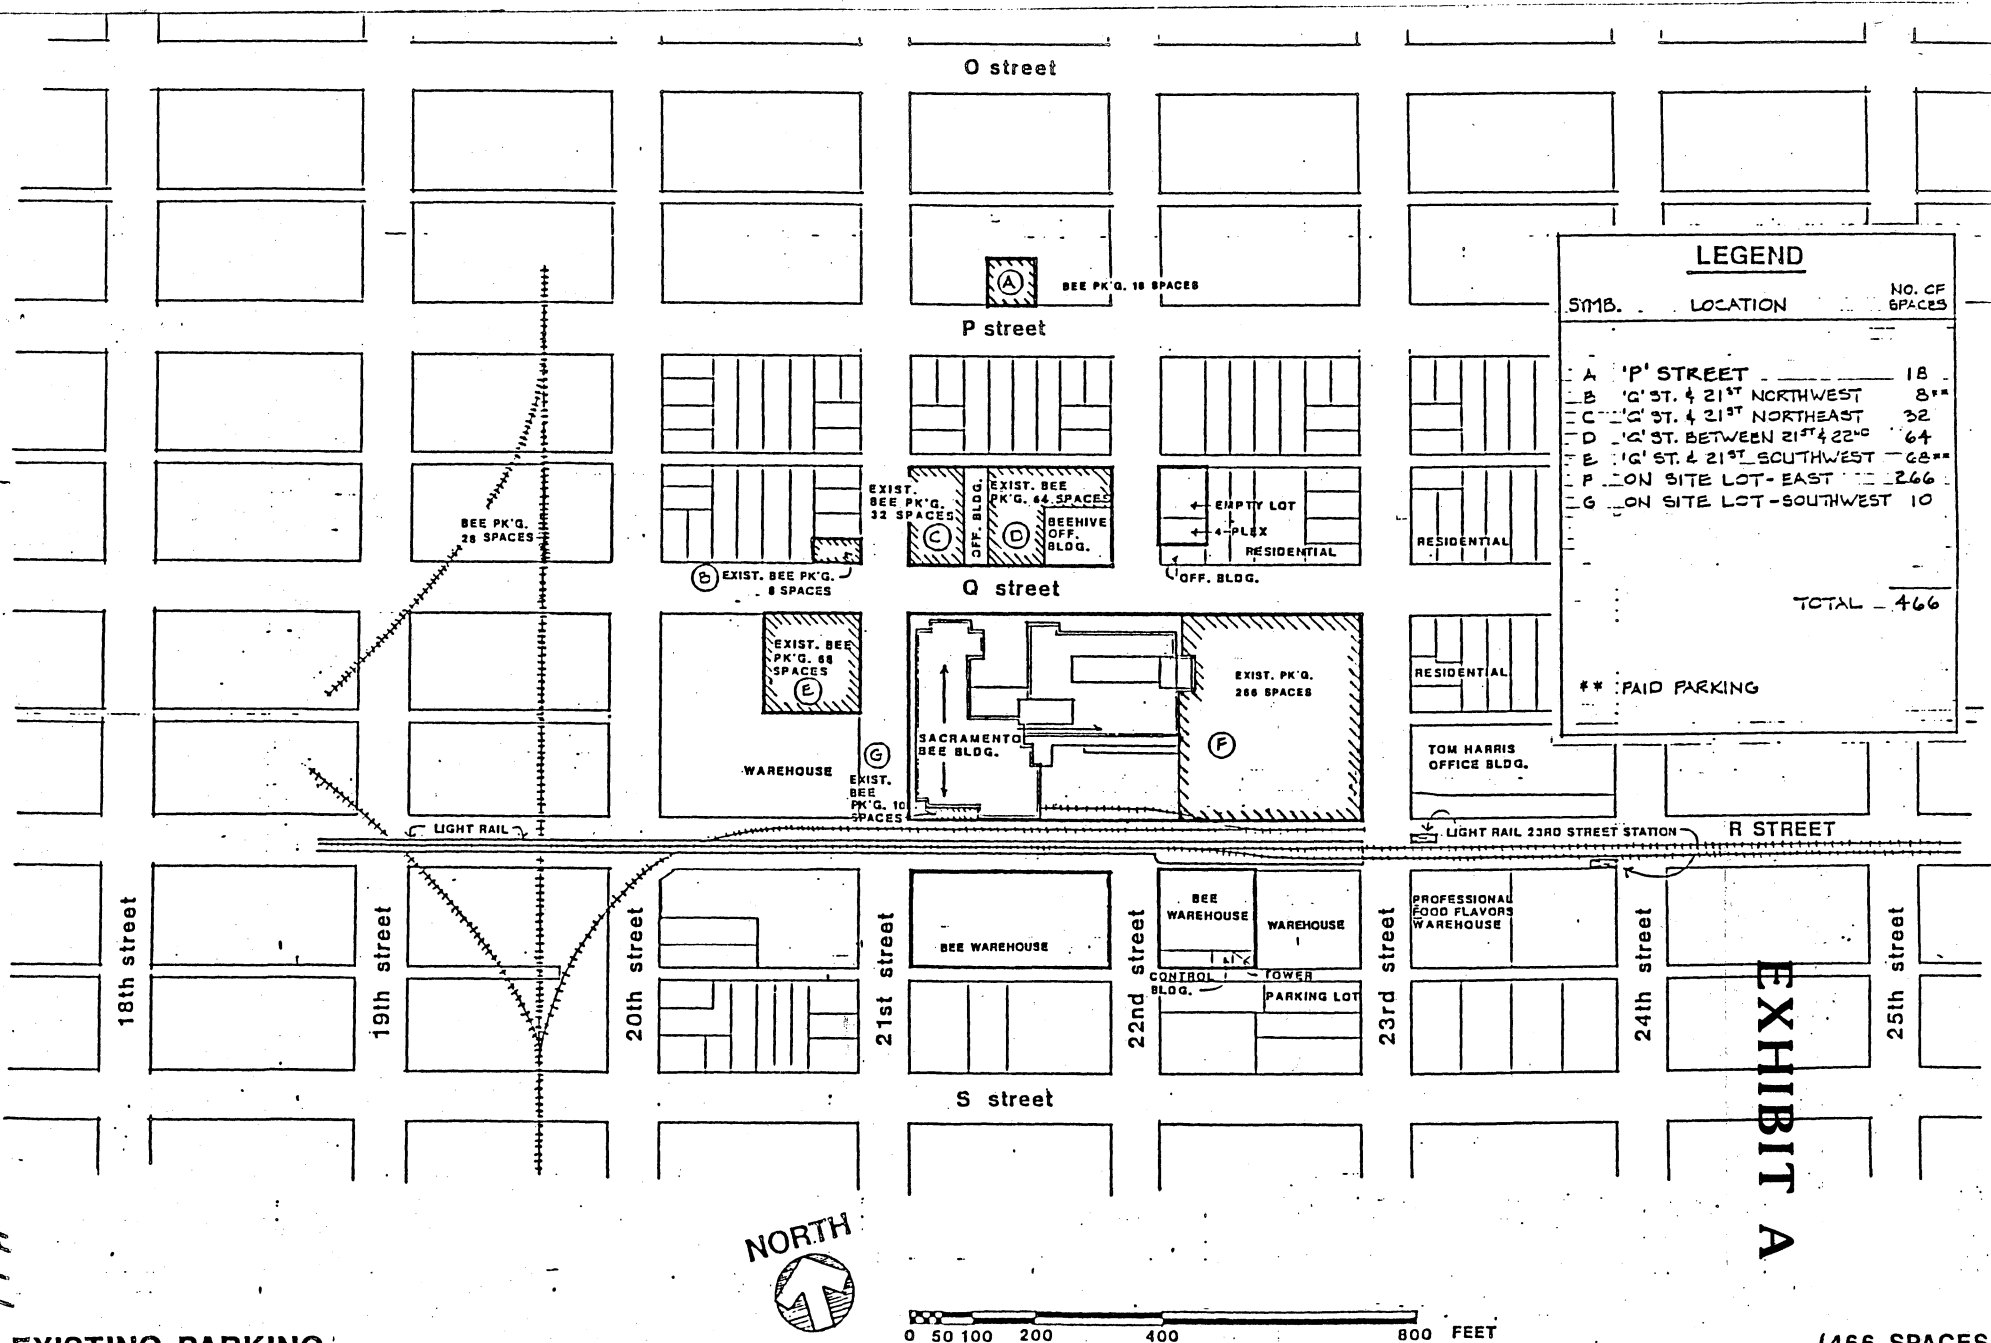 O street
LEGEND
SYMB. LOCATION NO. OF SPACES
A 'P' STREET 18
B 'Q' ST. & 21ST NORTHWEST 8**
C 'Q' ST. & 21ST NORTHEAST 32
D 'Q' ST. BETWEEN 21ST & 22ND 64
E 'Q' ST. & 21ST SOUTHWEST 68**
F ON SITE LOT-EAST 266
G ON SITE LOT-SOUTHWEST 10
TOTAL 466
** PAID PARKING
A
BEE PK'G. 18 SPACES
P street
BEE PK'G.
28 SPACES
EXIST.
BEE PK'G.
32 SPACES
C
OFF. BLDG.
EXIST. BEE
PK'G. 64 SPACES
D
BEEHIVE
OFF.
BLDG.
EMPTY LOT
4-PLEX
RESIDENTIAL
OFF. BLDG.
RESIDENTIAL
B
EXIST. BEE PK'G.
8 SPACES
Q street
EXIST. BEE
PK'G. 68
SPACES
E
WAREHOUSE
G
EXIST.
BEE
PK'G. 10
SPACES
SACRAMENTO
BEE BLDG.
EXIST. PK'G.
266 SPACES
F
RESIDENTIAL
TOM HARRIS
OFFICE BLDG.
LIGHT RAIL
LIGHT RAIL 23RD STREET STATION
R STREET
BEE WAREHOUSE
BEE
WAREHOUSE
WAREHOUSE
CONTROL
BLDG.
TOWER
PARKING LOT
PROFESSIONAL
FOOD FLAVORS
WAREHOUSE
18th street
19th street
20th street
21st street
22nd street
23rd street
24th street
25th street
S street
EXHIBIT A
NORTH
0 50 100 200 400 800 FEET
EXISTING PARKING
(466 SPACES